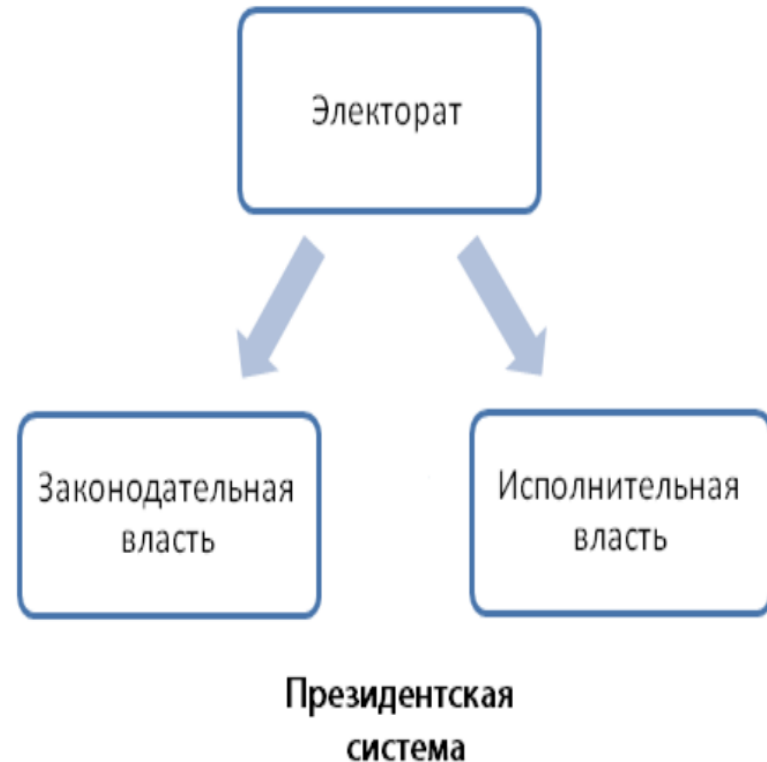 Электорат
Законодательная
власть
Исполнительная
власть
Президентская
система